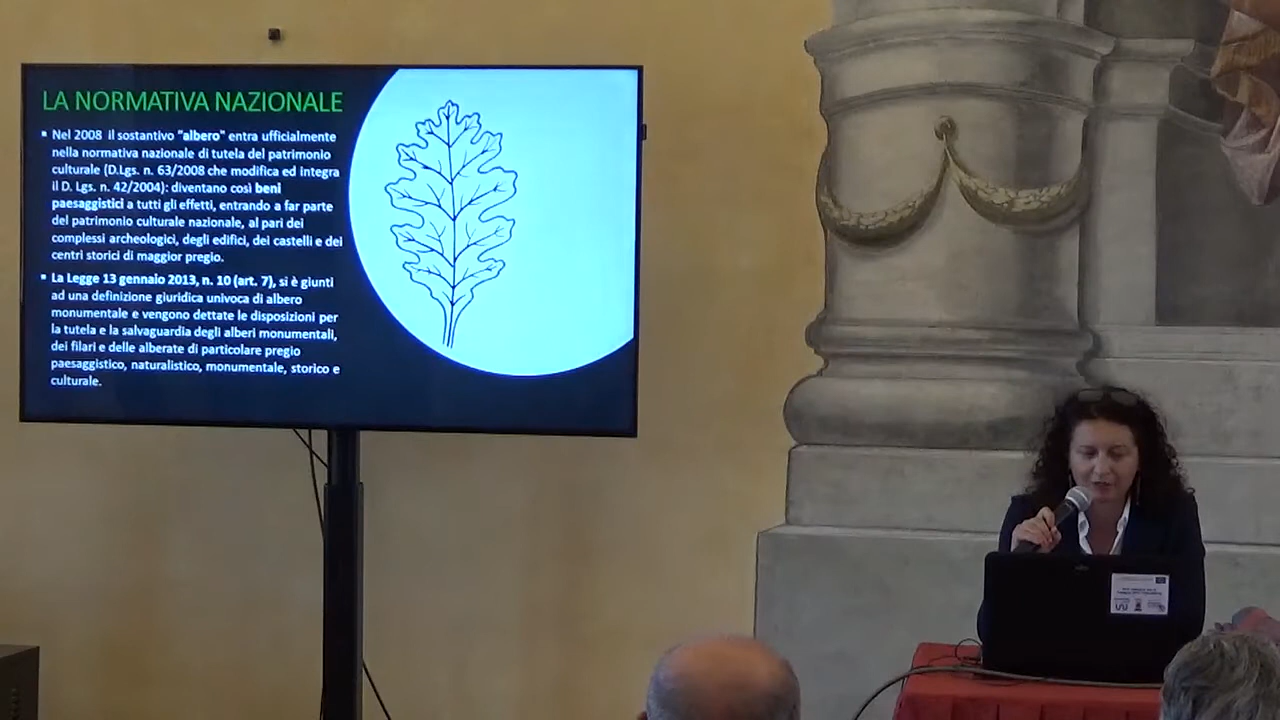 LA NORMATIVA NAZIONALE
▪ Nel 2008 il sostantivo "albero" entra ufficialmente
nella normativa nazionale di tutela del patrimonio
culturale (D.Lgs. n. 63/2008 che modifica ed integra
il D. Lgs. n. 42/2004): diventano così beni
paesaggistici a tutti gli effetti, entrando a far parte
del patrimonio culturale nazionale, al pari dei
complessi archeologici, degli edifici, dei castelli e dei
centri storici di maggior pregio.
▪ La Legge 13 gennaio 2013, n. 10 (art. 7), si è giunti
ad una definizione giuridica univoca di albero
monumentale e vengono dettate le disposizioni per
la tutela e la salvaguardia degli alberi monumentali,
dei filari e delle alberate di particolare pregio
paesaggistico, naturalistico, monumentale, storico e
culturale.